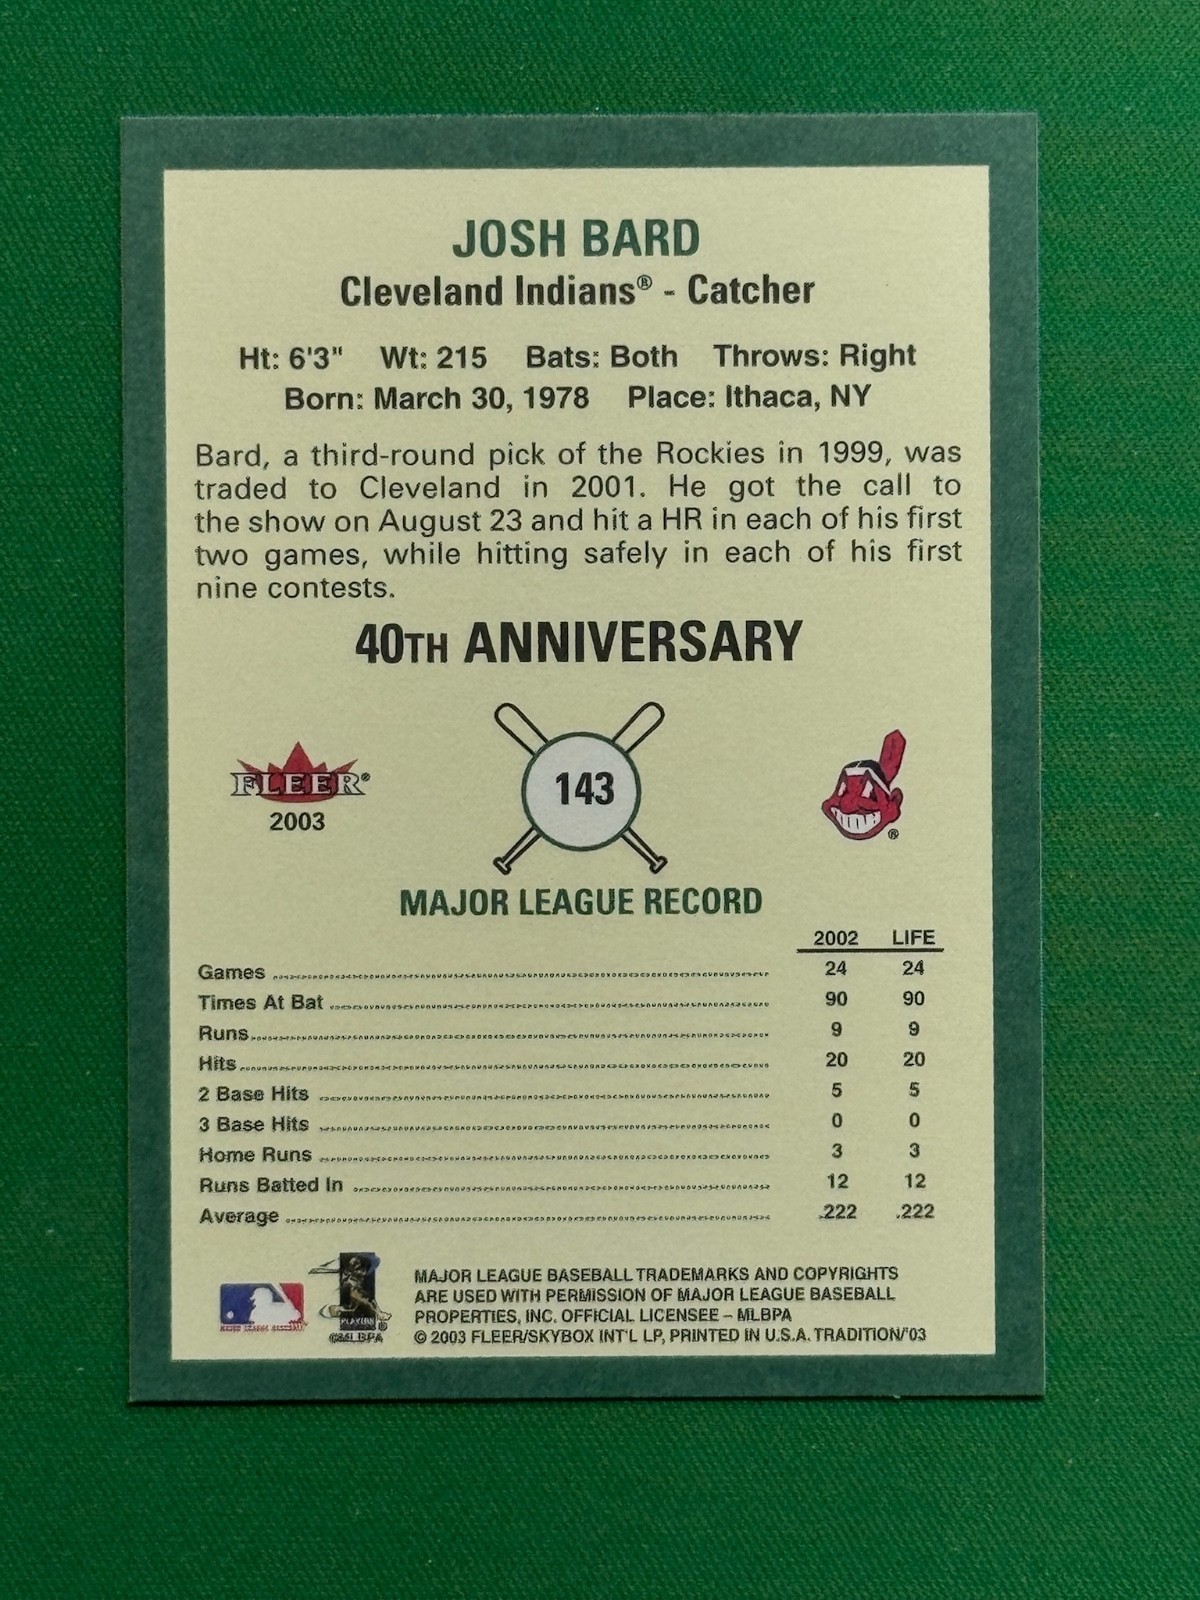 JOSH BARD
Cleveland Indians® - Catcher
Ht: 6'3" Wt: 215 Bats: Both Throws: Right
Born: March 30, 1978 Place: Ithaca, NY
Bard, a third-round pick of the Rockies in 1999, was
traded to Cleveland in 2001. He got the call to
the show on August 23 and hit a HR in each of his first
two games, while hitting safely in each of his first
nine contests.
40TH ANNIVERSARY
FLEER®
2003
143
®
MAJOR LEAGUE RECORD
2002 LIFE
Games 24 24
Times At Bat 90 90
Runs 9 9
Hits 20 20
2 Base Hits 5 5
3 Base Hits 0 0
Home Runs 3 3
Runs Batted In 12 12
Average .222 .222
MAJOR LEAGUE BASEBALL
PLAYERS ®
©MLBPA
MAJOR LEAGUE BASEBALL TRADEMARKS AND COPYRIGHTS
ARE USED WITH PERMISSION OF MAJOR LEAGUE BASEBALL
PROPERTIES, INC. OFFICIAL LICENSEE – MLBPA
© 2003 FLEER/SKYBOX INT'L LP, PRINTED IN U.S.A. TRADITION/'03